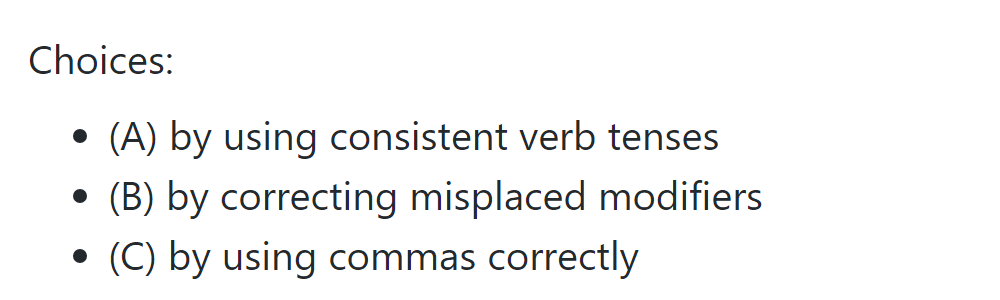 Choices:
• (A) by using consistent verb tenses
• (B) by correcting misplaced modifiers
• (C) by using commas correctly